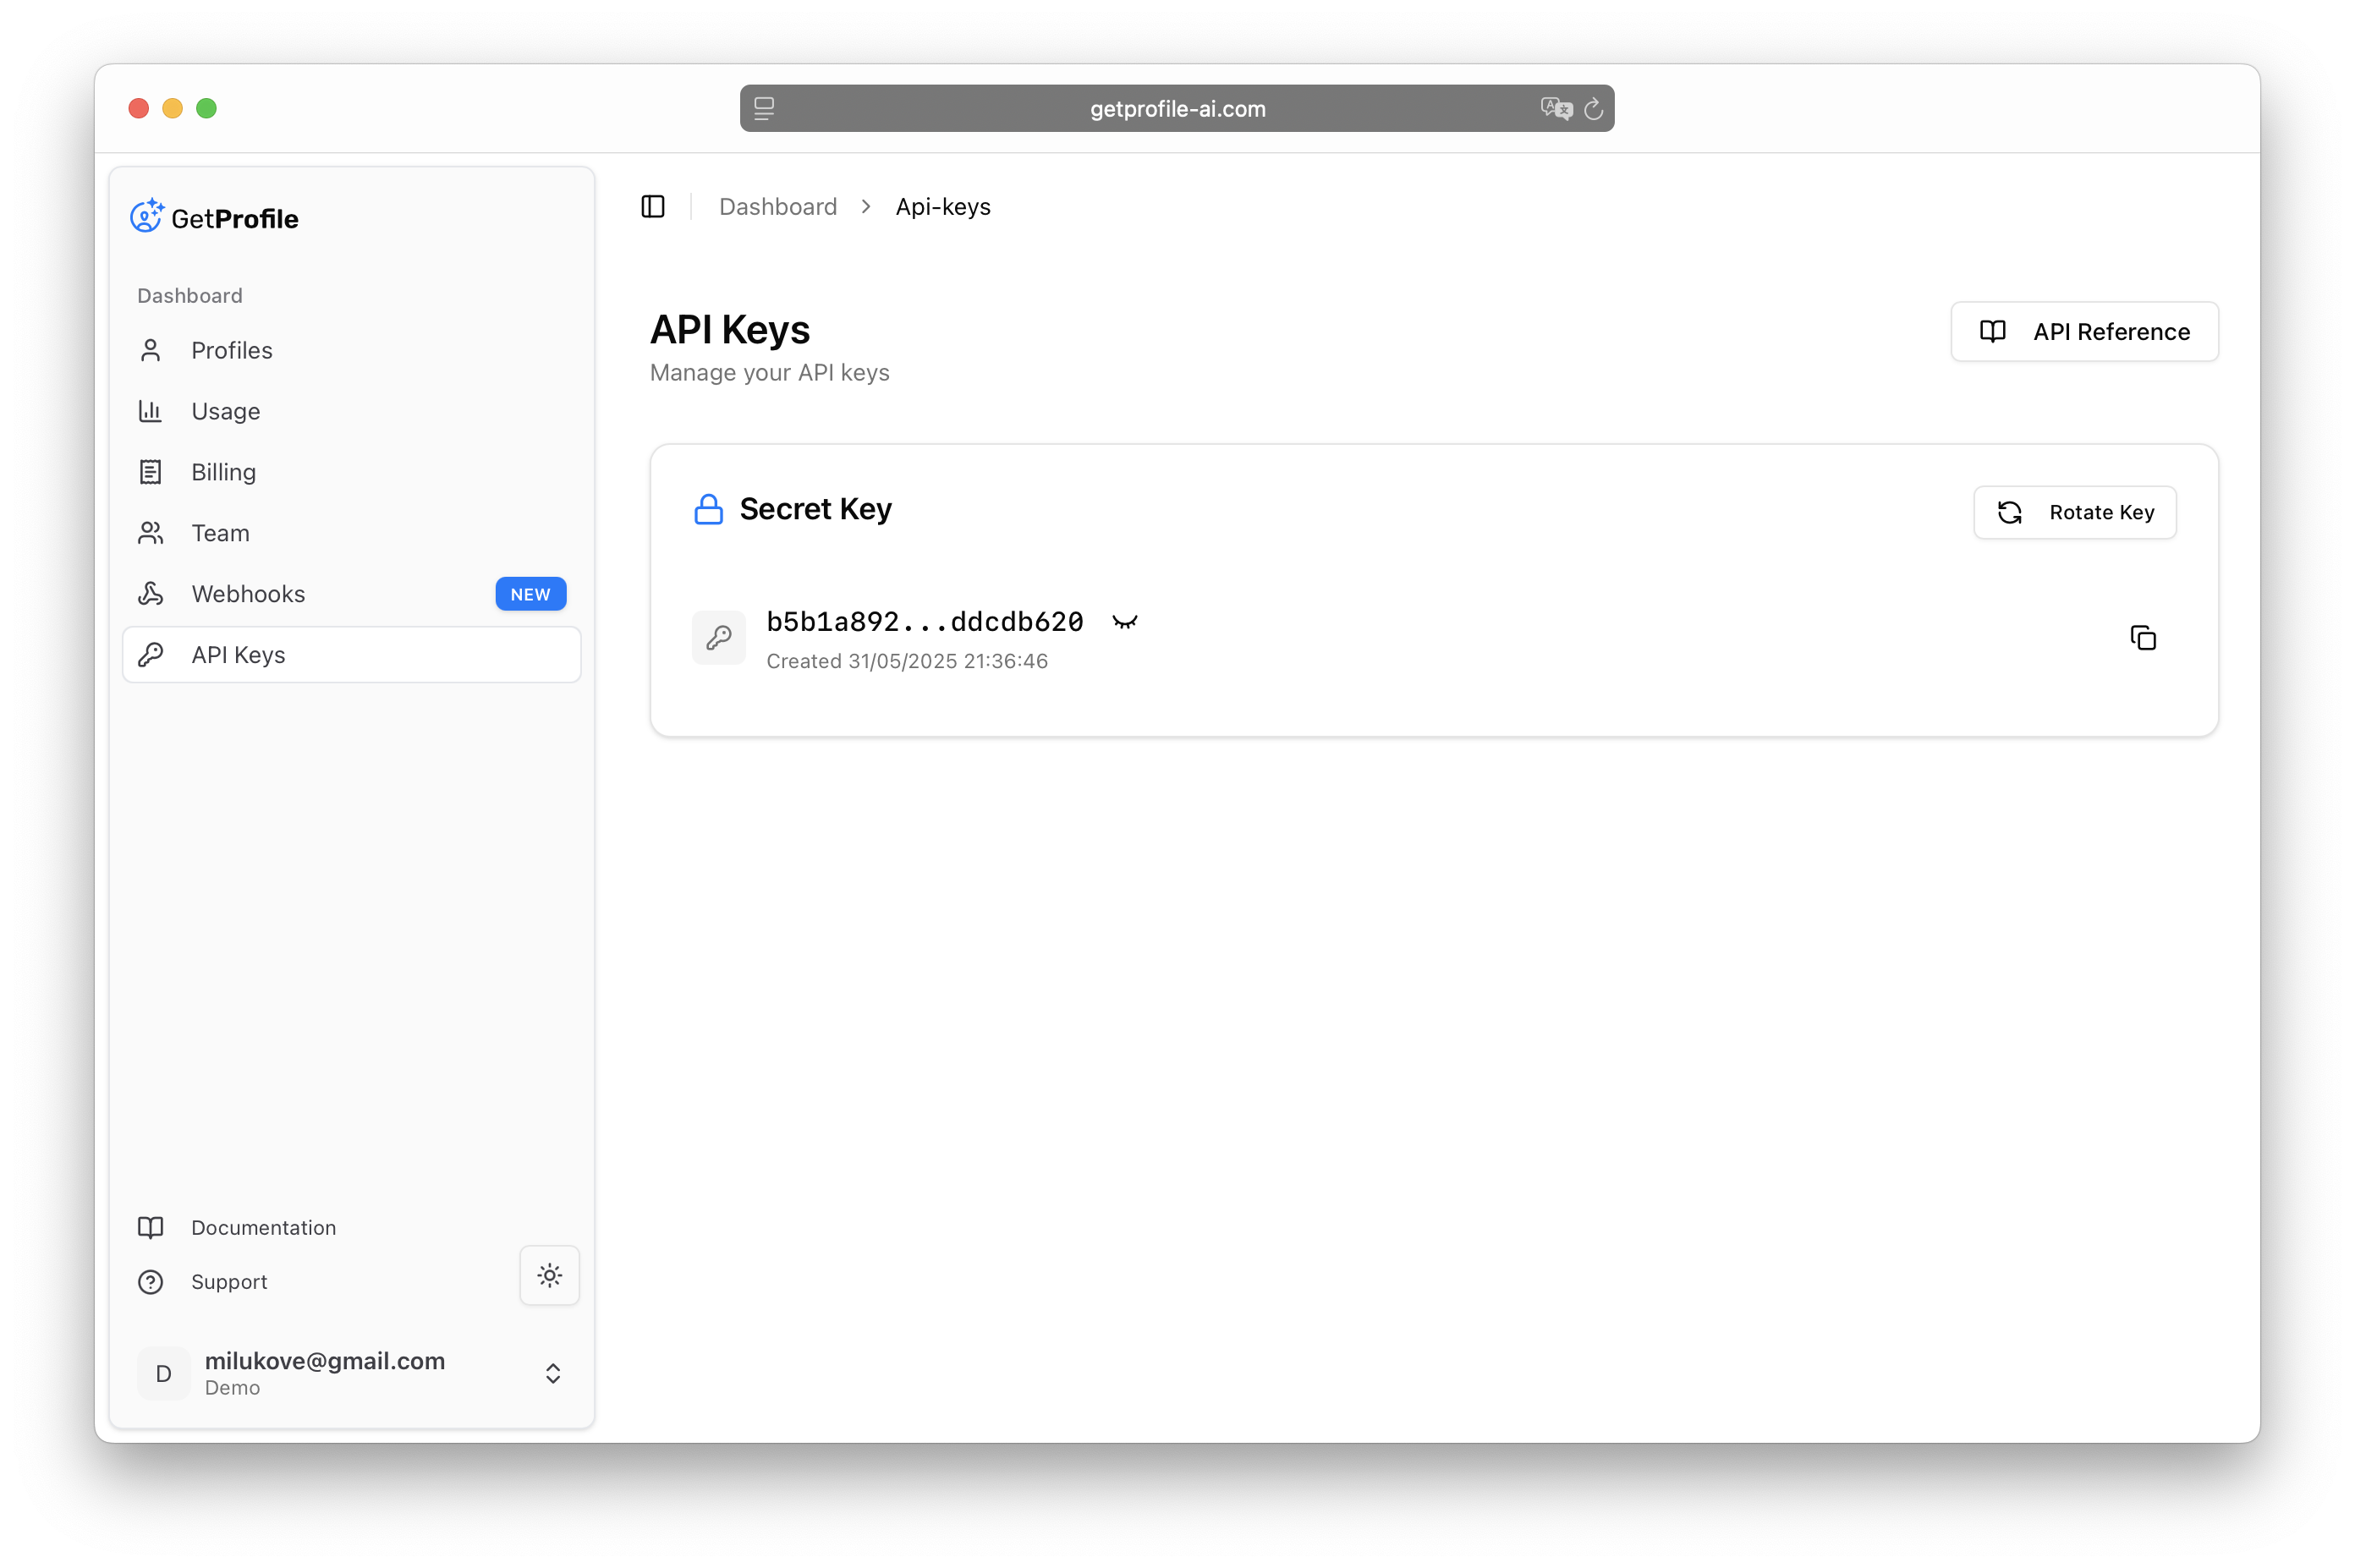 getprofile-ai.com
GetProfile
Dashboard
Profiles
Usage
Billing
Team
Webhooks NEW
API Keys
Documentation
Support
D
milukove@gmail.com
Demo
Dashboard > Api-keys
API Keys
Manage your API keys
API Reference
Secret Key
Rotate Key
b5b1a892...ddcdb620
Created 31/05/2025 21:36:46